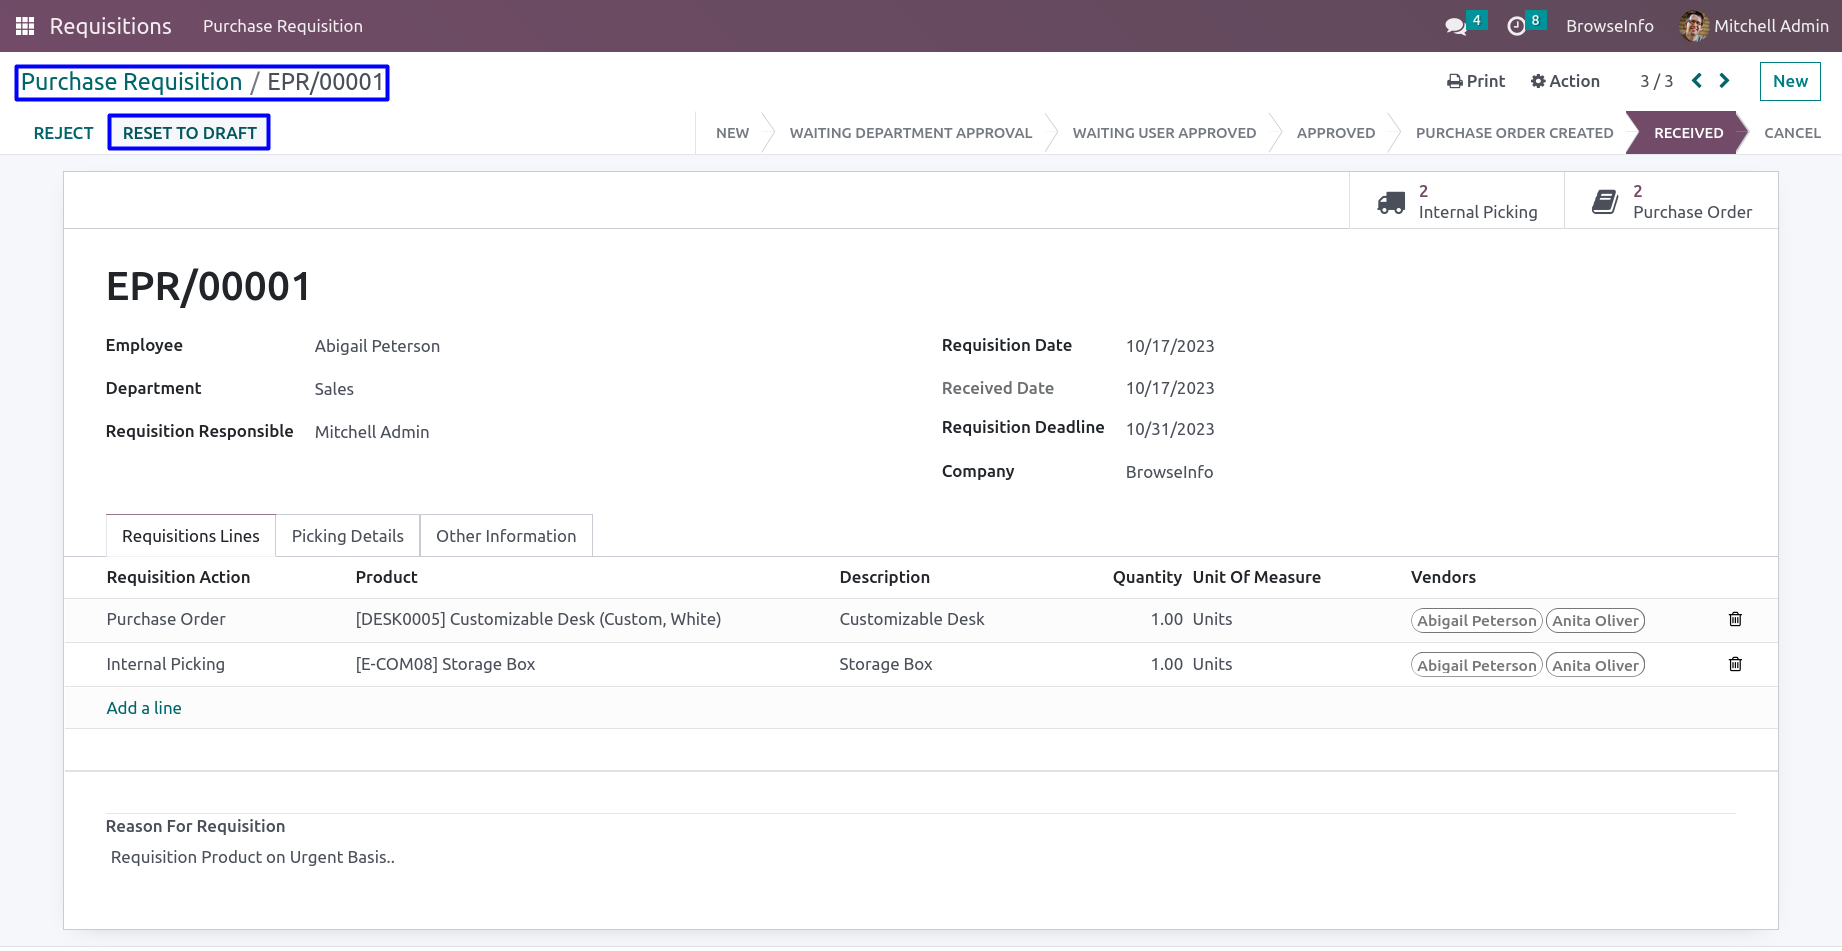 Requisitions Purchase Requisition 4 8 BrowseInfo Mitchell Admin
Purchase Requisition / EPR/00001 Print Action 3 / 3 New
REJECT RESET TO DRAFT NEW WAITING DEPARTMENT APPROVAL WAITING USER APPROVED APPROVED PURCHASE ORDER CREATED RECEIVED CANCEL
2 Internal Picking
2 Purchase Order
EPR/00001
Employee Abigail Peterson Requisition Date 10/17/2023
Department Sales Received Date 10/17/2023
Requisition Responsible Mitchell Admin Requisition Deadline 10/31/2023
Company BrowseInfo
Requisitions Lines Picking Details Other Information
Requisition Action Product Description Quantity Unit Of Measure Vendors
Purchase Order [DESK0005] Customizable Desk (Custom, White) Customizable Desk 1.00 Units Abigail Peterson Anita Oliver
Internal Picking [E-COM08] Storage Box Storage Box 1.00 Units Abigail Peterson Anita Oliver
Add a line
Reason For Requisition
Requisition Product on Urgent Basis..